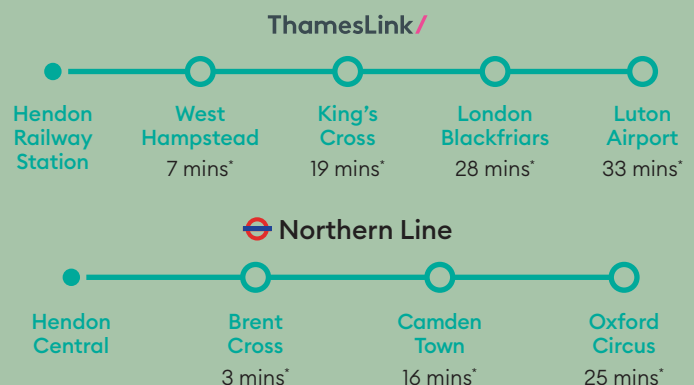 ThamesLink/
Hendon
Railway
Station
West
Hampstead
7 mins*
King's
Cross
19 mins*
London
Blackfriars
28 mins*
Luton
Airport
33 mins*
Northern Line
Hendon
Central
Brent
Cross
3 mins*
Camden
Town
16 mins*
Oxford
Circus
25 mins*